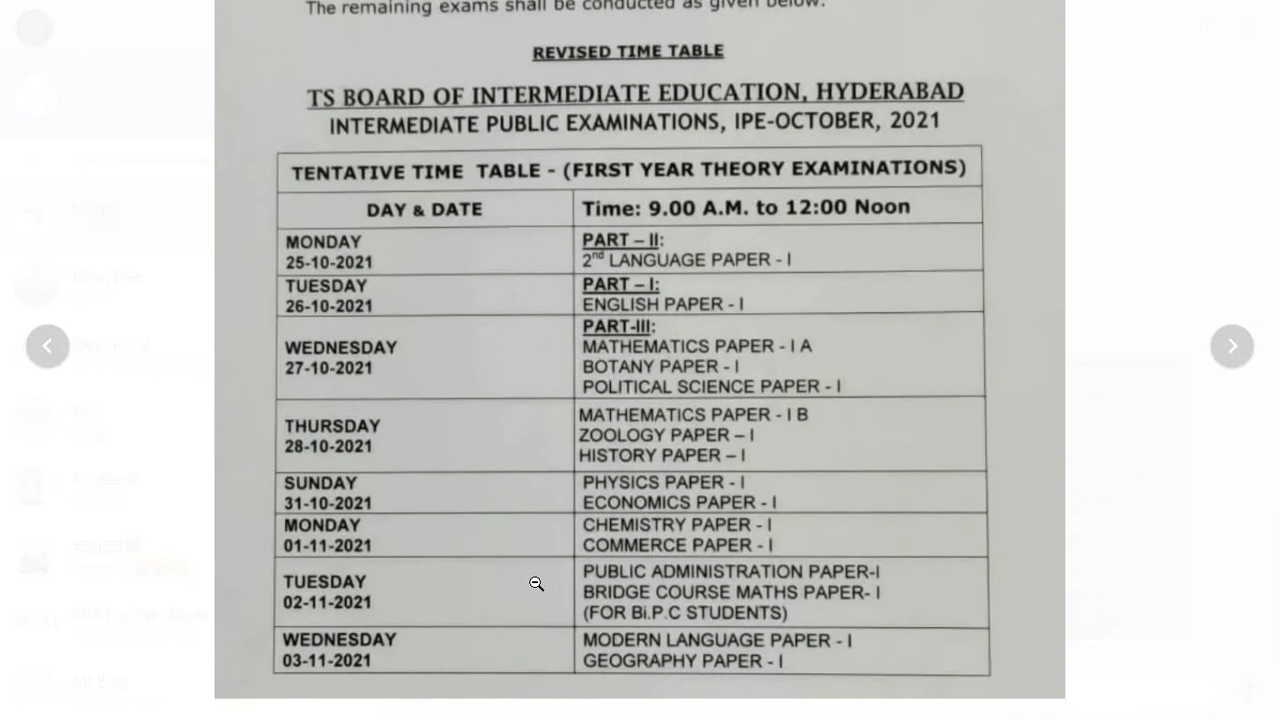 The remaining exams shall be conducted as given below:
REVISED TIME TABLE
TS BOARD OF INTERMEDIATE EDUCATION, HYDERABAD
INTERMEDIATE PUBLIC EXAMINATIONS, IPE-OCTOBER, 2021
TENTATIVE TIME TABLE - (FIRST YEAR THEORY EXAMINATIONS)
DAY & DATE
Time: 9.00 A.M. to 12:00 Noon
MONDAY
25-10-2021
PART – II:
2nd LANGUAGE PAPER - I
TUESDAY
26-10-2021
PART – I:
ENGLISH PAPER - I
WEDNESDAY
27-10-2021
PART-III:
MATHEMATICS PAPER - I A
BOTANY PAPER - I
POLITICAL SCIENCE PAPER - I
THURSDAY
28-10-2021
MATHEMATICS PAPER - I B
ZOOLOGY PAPER – I
HISTORY PAPER – I
SUNDAY
31-10-2021
PHYSICS PAPER - I
ECONOMICS PAPER - I
MONDAY
01-11-2021
CHEMISTRY PAPER - I
COMMERCE PAPER - I
TUESDAY
02-11-2021
PUBLIC ADMINISTRATION PAPER-I
BRIDGE COURSE MATHS PAPER- I
(FOR Bi.P.C STUDENTS)
WEDNESDAY
03-11-2021
MODERN LANGUAGE PAPER - I
GEOGRAPHY PAPER - I